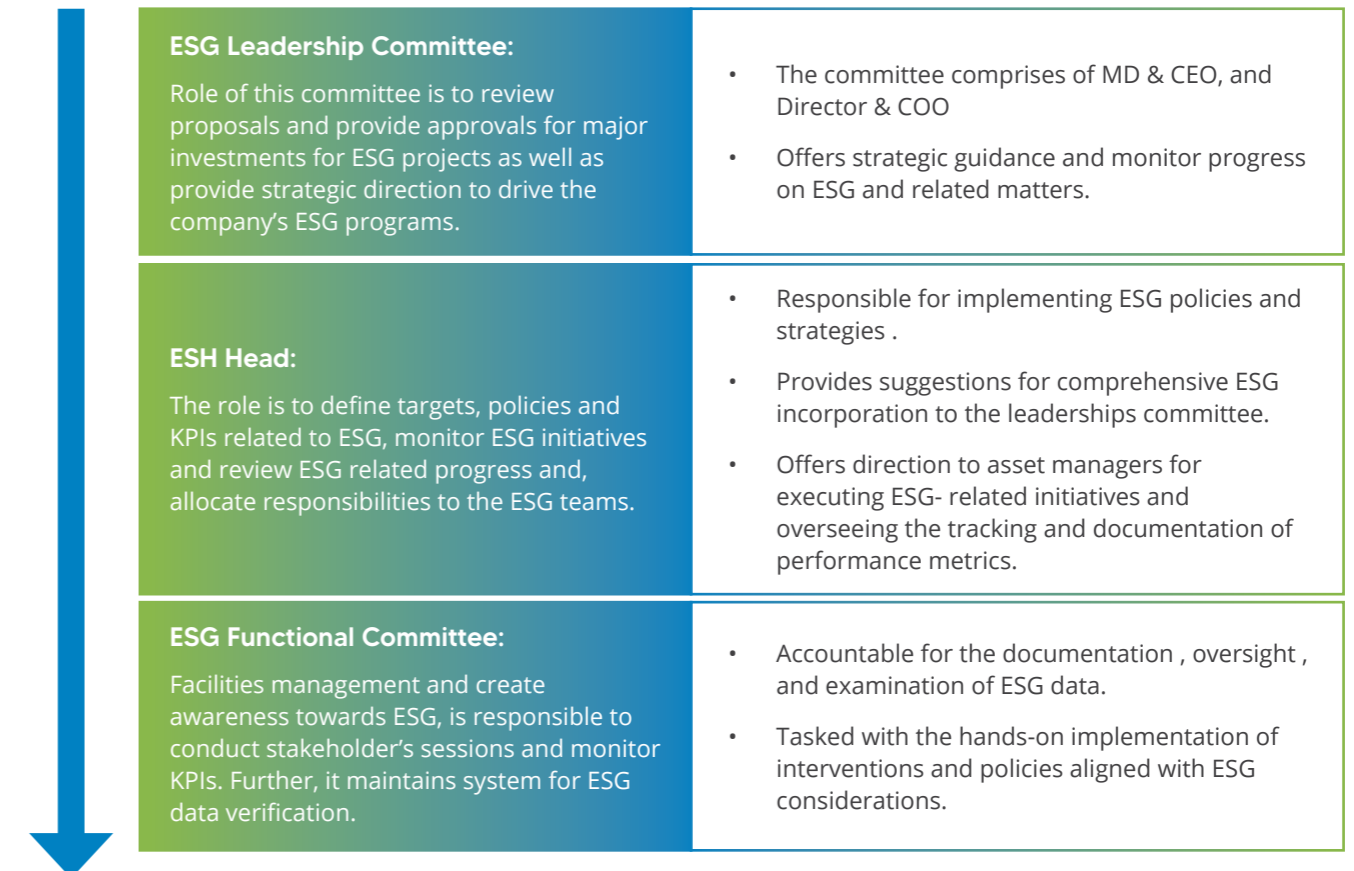 ESG Leadership Committee:
Role of this committee is to review
proposals and provide approvals for major
investments for ESG projects as well as
provide strategic direction to drive the
company's ESG programs.
• The committee comprises of MD & CEO, and
Director & COO
• Offers strategic guidance and monitor progress
on ESG and related matters.
ESH Head:
The role is to define targets, policies and
KPIs related to ESG, monitor ESG initiatives
and review ESG related progress and,
allocate responsibilities to the ESG teams.
• Responsible for implementing ESG policies and
strategies .
• Provides suggestions for comprehensive ESG
incorporation to the leaderships committee.
• Offers direction to asset managers for
executing ESG- related initiatives and
overseeing the tracking and documentation of
performance metrics.
ESG Functional Committee:
Facilities management and create
awareness towards ESG, is responsible to
conduct stakeholder's sessions and monitor
KPIs. Further, it maintains system for ESG
data verification.
• Accountable for the documentation , oversight ,
and examination of ESG data.
• Tasked with the hands-on implementation of
interventions and policies aligned with ESG
considerations.